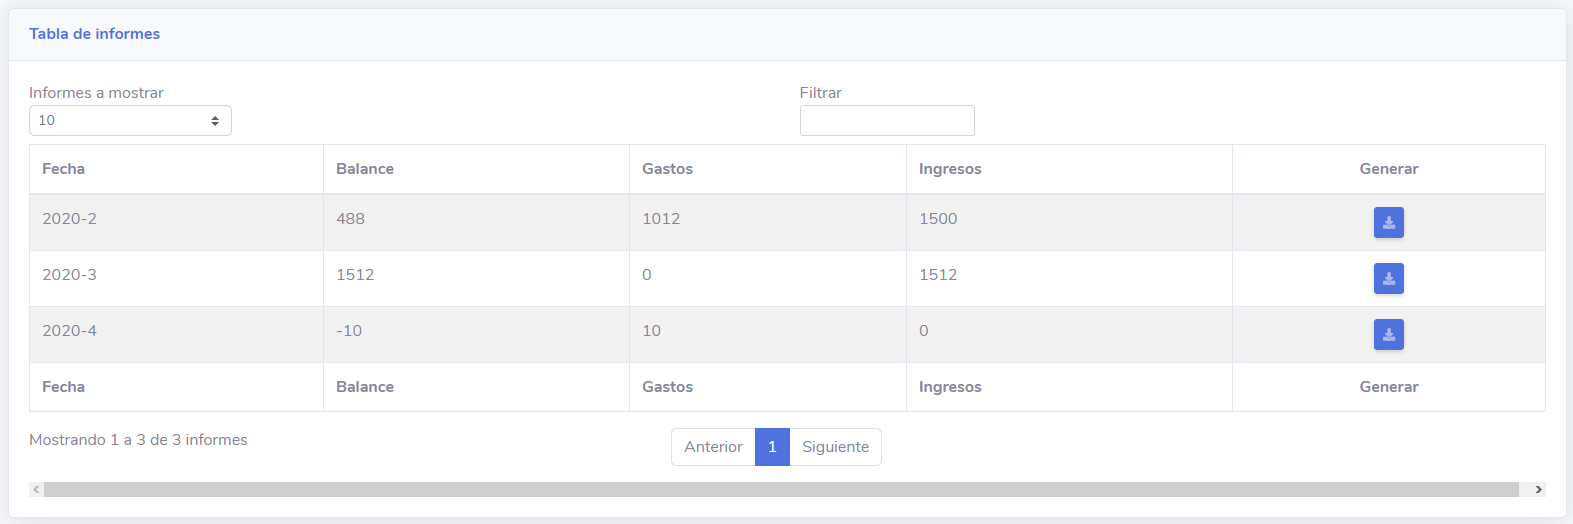 Tabla de informes
Informes a mostrar Filtrar
10
Fecha Balance Gastos Ingresos Generar
2020-2 488 1012 1500
2020-3 1512 0 1512
2020-4 -10 10 0
Fecha Balance Gastos Ingresos Generar
Mostrando 1 a 3 de 3 informes Anterior 1 Siguiente